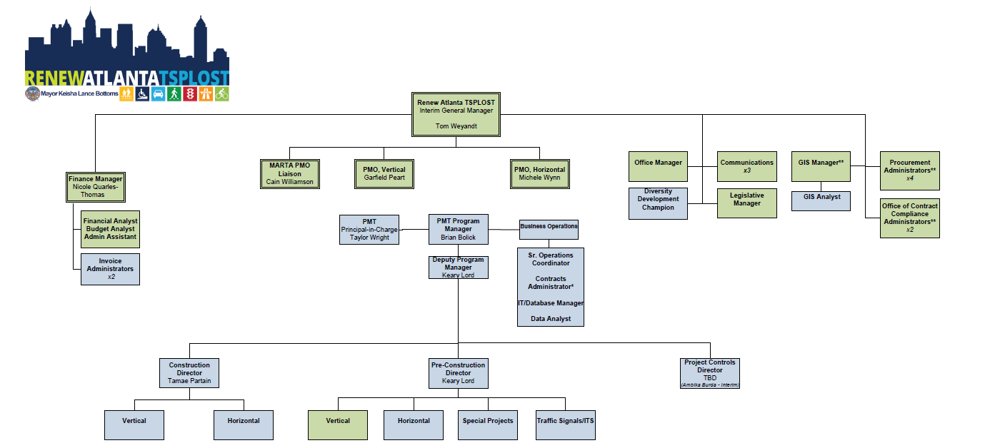 RENEWATLANTATSPLOST
Mayor Keisha Lance Bottoms
Renew Atlanta TSPLOST
Interim General Manager
Tom Weyandt
Finance Manager
Nicole Quarles-
Thomas
Financial Analyst
Budget Analyst
Admin Assistant
Invoice
Administrators
x2
MARTA PMO
Liaison
Cain Williamson
PMO, Vertical
Garfield Peart
PMO, Horizontal
Michele Wynn
Office Manager
Communications
x3
Diversity
Development
Champion
Legislative
Manager
GIS Manager**
GIS Analyst
Procurement
Administrators**
x4
Office of Contract
Compliance
Administrators**
x2
PMT
Principal-in-Charge
Taylor Wright
PMT Program
Manager
Brian Bolick
Business Operations
Deputy Program
Manager
Keary Lord
Sr. Operations
Coordinator
Contracts
Administrator*
IT/Database Manager
Data Analyst
Construction
Director
Tamae Partain
Pre-Construction
Director
Keary Lord
Project Controls
Director
TBD
(Ambika Burda - Interim)
Vertical
Horizontal
Vertical
Horizontal
Special Projects
Traffic Signals/ITS